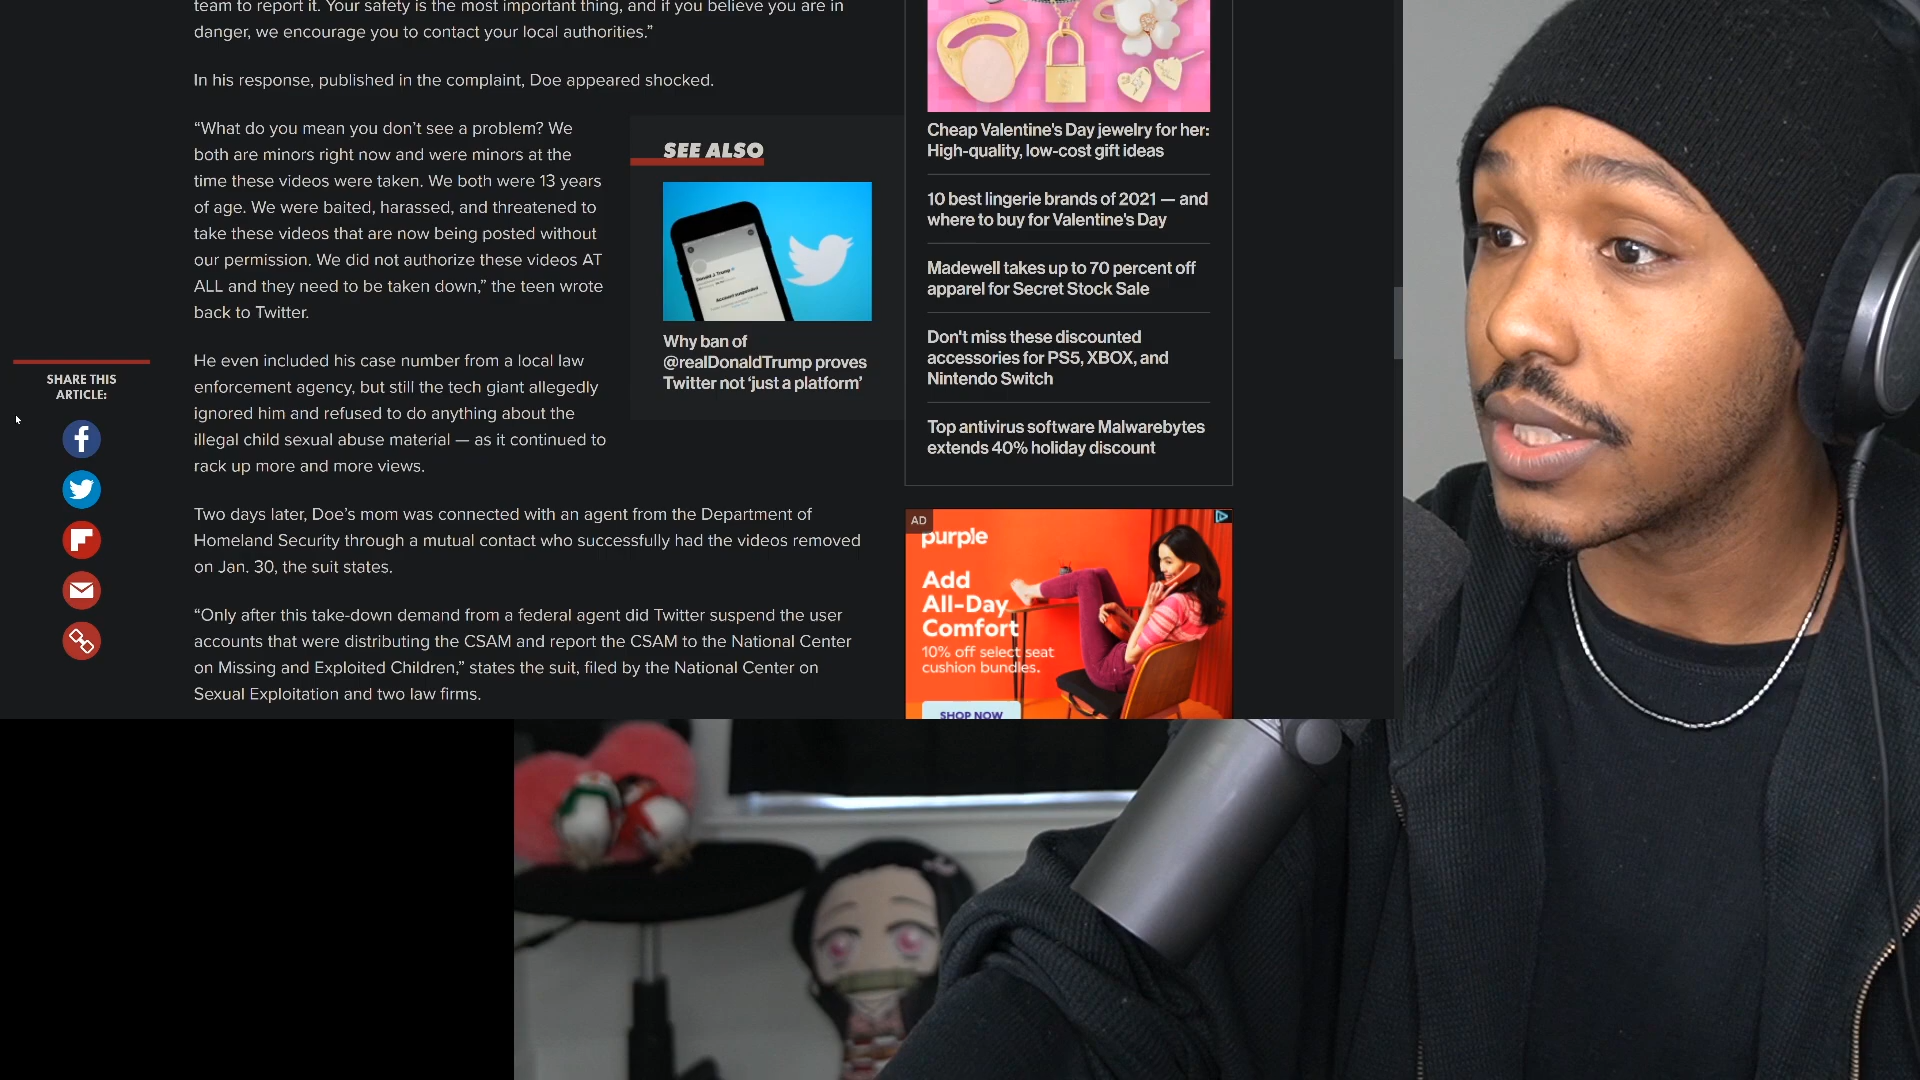 team to report it. Your safety is the most important thing, and if you believe you are in
danger, we encourage you to contact your local authorities.”
In his response, published in the complaint, Doe appeared shocked.
“What do you mean you don’t see a problem? We
both are minors right now and were minors at the
time these videos were taken. We both were 13 years
of age. We were baited, harassed, and threatened to
take these videos that are now being posted without
our permission. We did not authorize these videos AT
ALL and they need to be taken down,” the teen wrote
back to Twitter.
He even included his case number from a local law
enforcement agency, but still the tech giant allegedly
ignored him and refused to do anything about the
illegal child sexual abuse material — as it continued to
rack up more and more views.
Two days later, Doe’s mom was connected with an agent from the Department of
Homeland Security through a mutual contact who successfully had the videos removed
on Jan. 30, the suit states.
“Only after this take-down demand from a federal agent did Twitter suspend the user
accounts that were distributing the CSAM and report the CSAM to the National Center
on Missing and Exploited Children,” states the suit, filed by the National Center on
Sexual Exploitation and two law firms.
SHARE THIS
ARTICLE:
SEE ALSO
Donald J. Trump
Account suspended
Why ban of
@realDonaldTrump proves
Twitter not ‘just a platform’
love
Cheap Valentine's Day jewelry for her:
High-quality, low-cost gift ideas
10 best lingerie brands of 2021 — and
where to buy for Valentine's Day
Madewell takes up to 70 percent off
apparel for Secret Stock Sale
Don't miss these discounted
accessories for PS5, XBOX, and
Nintendo Switch
Top antivirus software Malwarebytes
extends 40% holiday discount
AD
purple
Add
All-Day
Comfort
10% off select seat
cushion bundles.
SHOP NOW